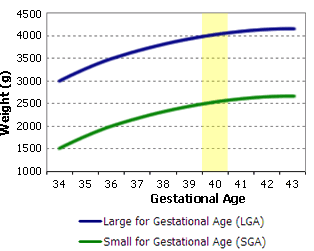 4500
4000
3500
3000
2500
2000
1500
1000
Weight (g)
34 35 36 37 38 39 40 41 42 43
Gestational Age
Large for Gestational Age (LGA)
Small for Gestational Age (SGA)